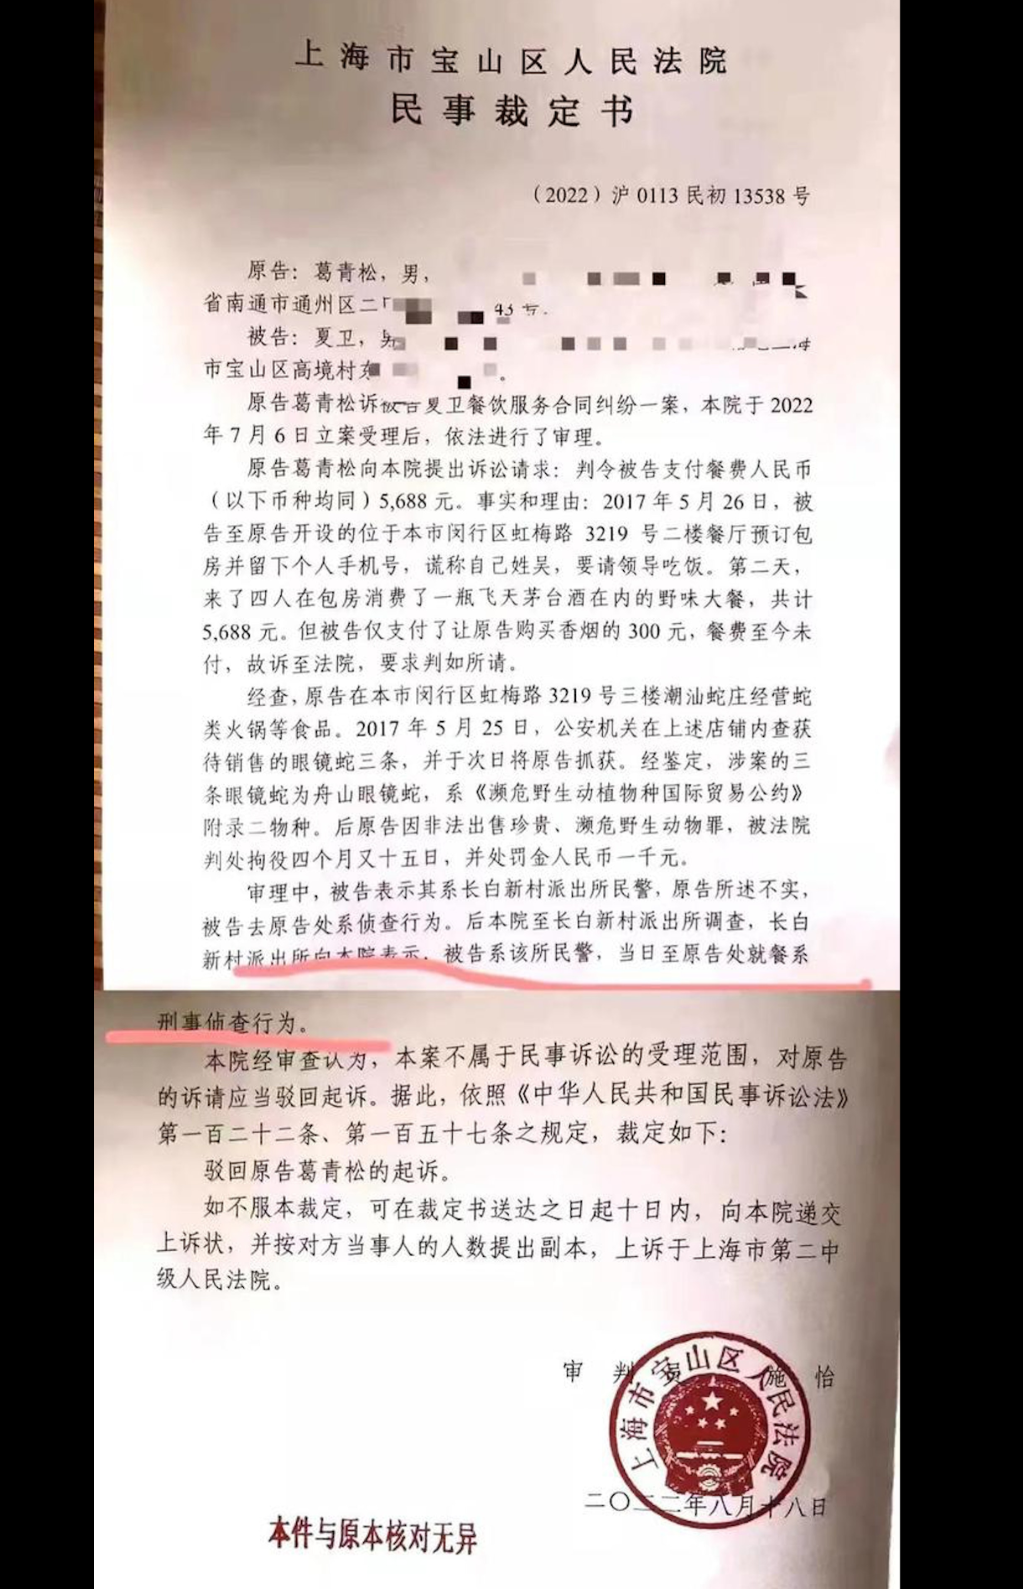 上海市宝山区人民法院
民事裁定书
（2022）沪 0113 民初 13538 号
原告：葛青松，男，
省南通市通州区二
43 号.
被告：夏卫，男
上海
市宝山区高境村东
。
原告葛青松诉被告夏卫餐饮服务合同纠纷一案，本院于 2022
年 7 月 6 日立案受理后，依法进行了审理。
原告葛青松向本院提出诉讼请求：判令被告支付餐费人民币
（以下币种均同）5,688 元。事实和理由：2017 年 5 月 26 日，被
告至原告开设的位于本市闵行区虹梅路 3219 号二楼餐厅预订包
房并留下个人手机号，谎称自己姓吴，要请领导吃饭。第二天，
来了四人在包房消费了一瓶飞天茅台酒在内的野味大餐，共计
5,688 元。但被告仅支付了让原告购买香烟的 300 元，餐费至今未
付，故诉至法院，要求判如所请。
经查，原告在本市闵行区虹梅路 3219 号三楼潮汕蛇庄经营蛇
类火锅等食品。2017 年 5 月 25 日，公安机关在上述店铺内查获
待销售的眼镜蛇三条，并于次日将原告抓获。经鉴定，涉案的三
条眼镜蛇为舟山眼镜蛇，系《濒危野生动植物种国际贸易公约》
附录二物种。后原告因非法出售珍贵、濒危野生动物罪，被法院
判处拘役四个月又十五日，并处罚金人民币一千元。
审理中，被告表示其系长白新村派出所民警，原告所述不实，
被告去原告处系侦查行为。后本院至长白新村派出所调查，长白
新村派出所向本院表示，被告系该所民警，当日至原告处就餐系
刑事侦查行为。
本院经审查认为，本案不属于民事诉讼的受理范围，对原告
的诉请应当驳回起诉。据此，依照《中华人民共和国民事诉讼法》
第一百二十二条、第一百五十七条之规定，裁定如下：
驳回原告葛青松的起诉。
如不服本裁定，可在裁定书送达之日起十日内，向本院递交
上诉状，并按对方当事人的人数提出副本，上诉于上海市第二中
级人民法院。
审 判 员 施 怡
上海市宝山区人民法院
二〇二二年八月十八日
本件与原本核对无异